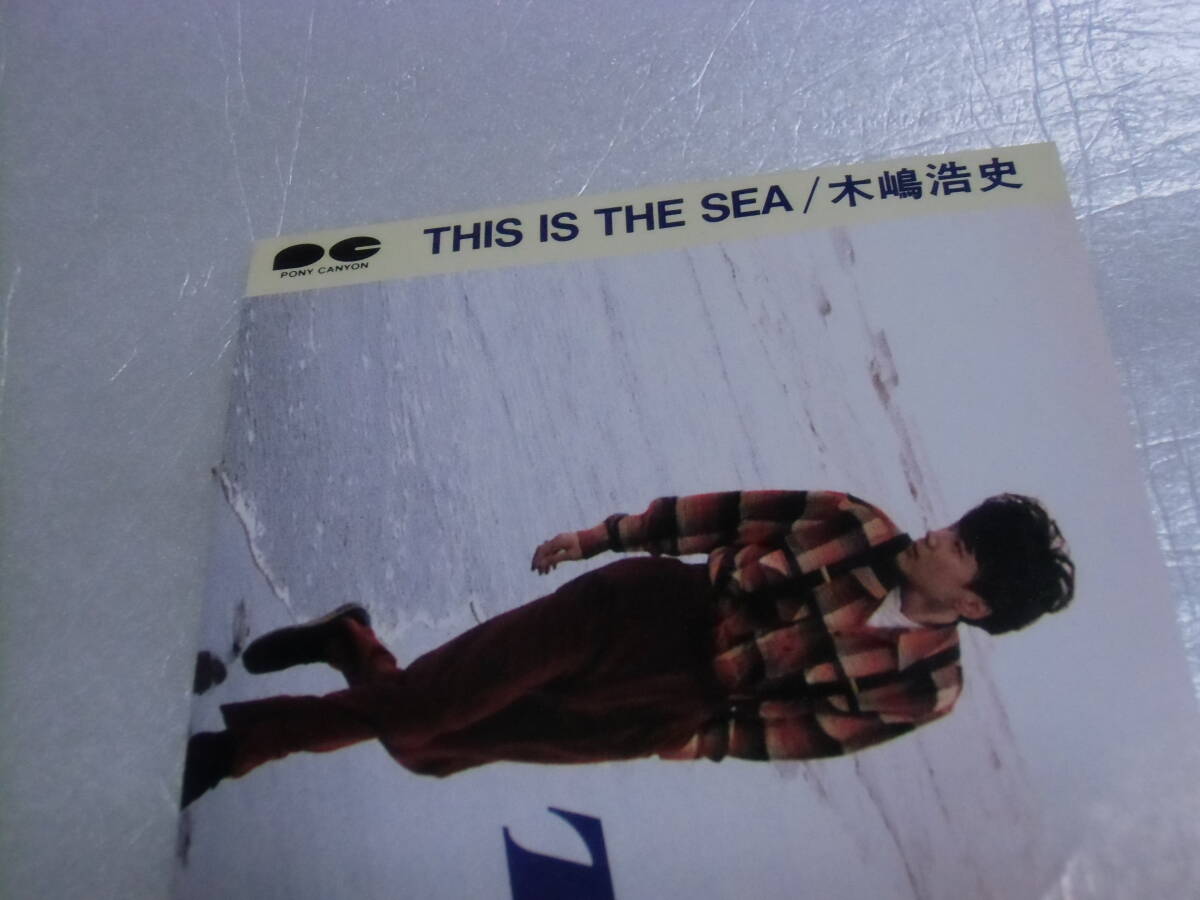 PONY CANYON
THIS IS THE SEA/木嶋浩史